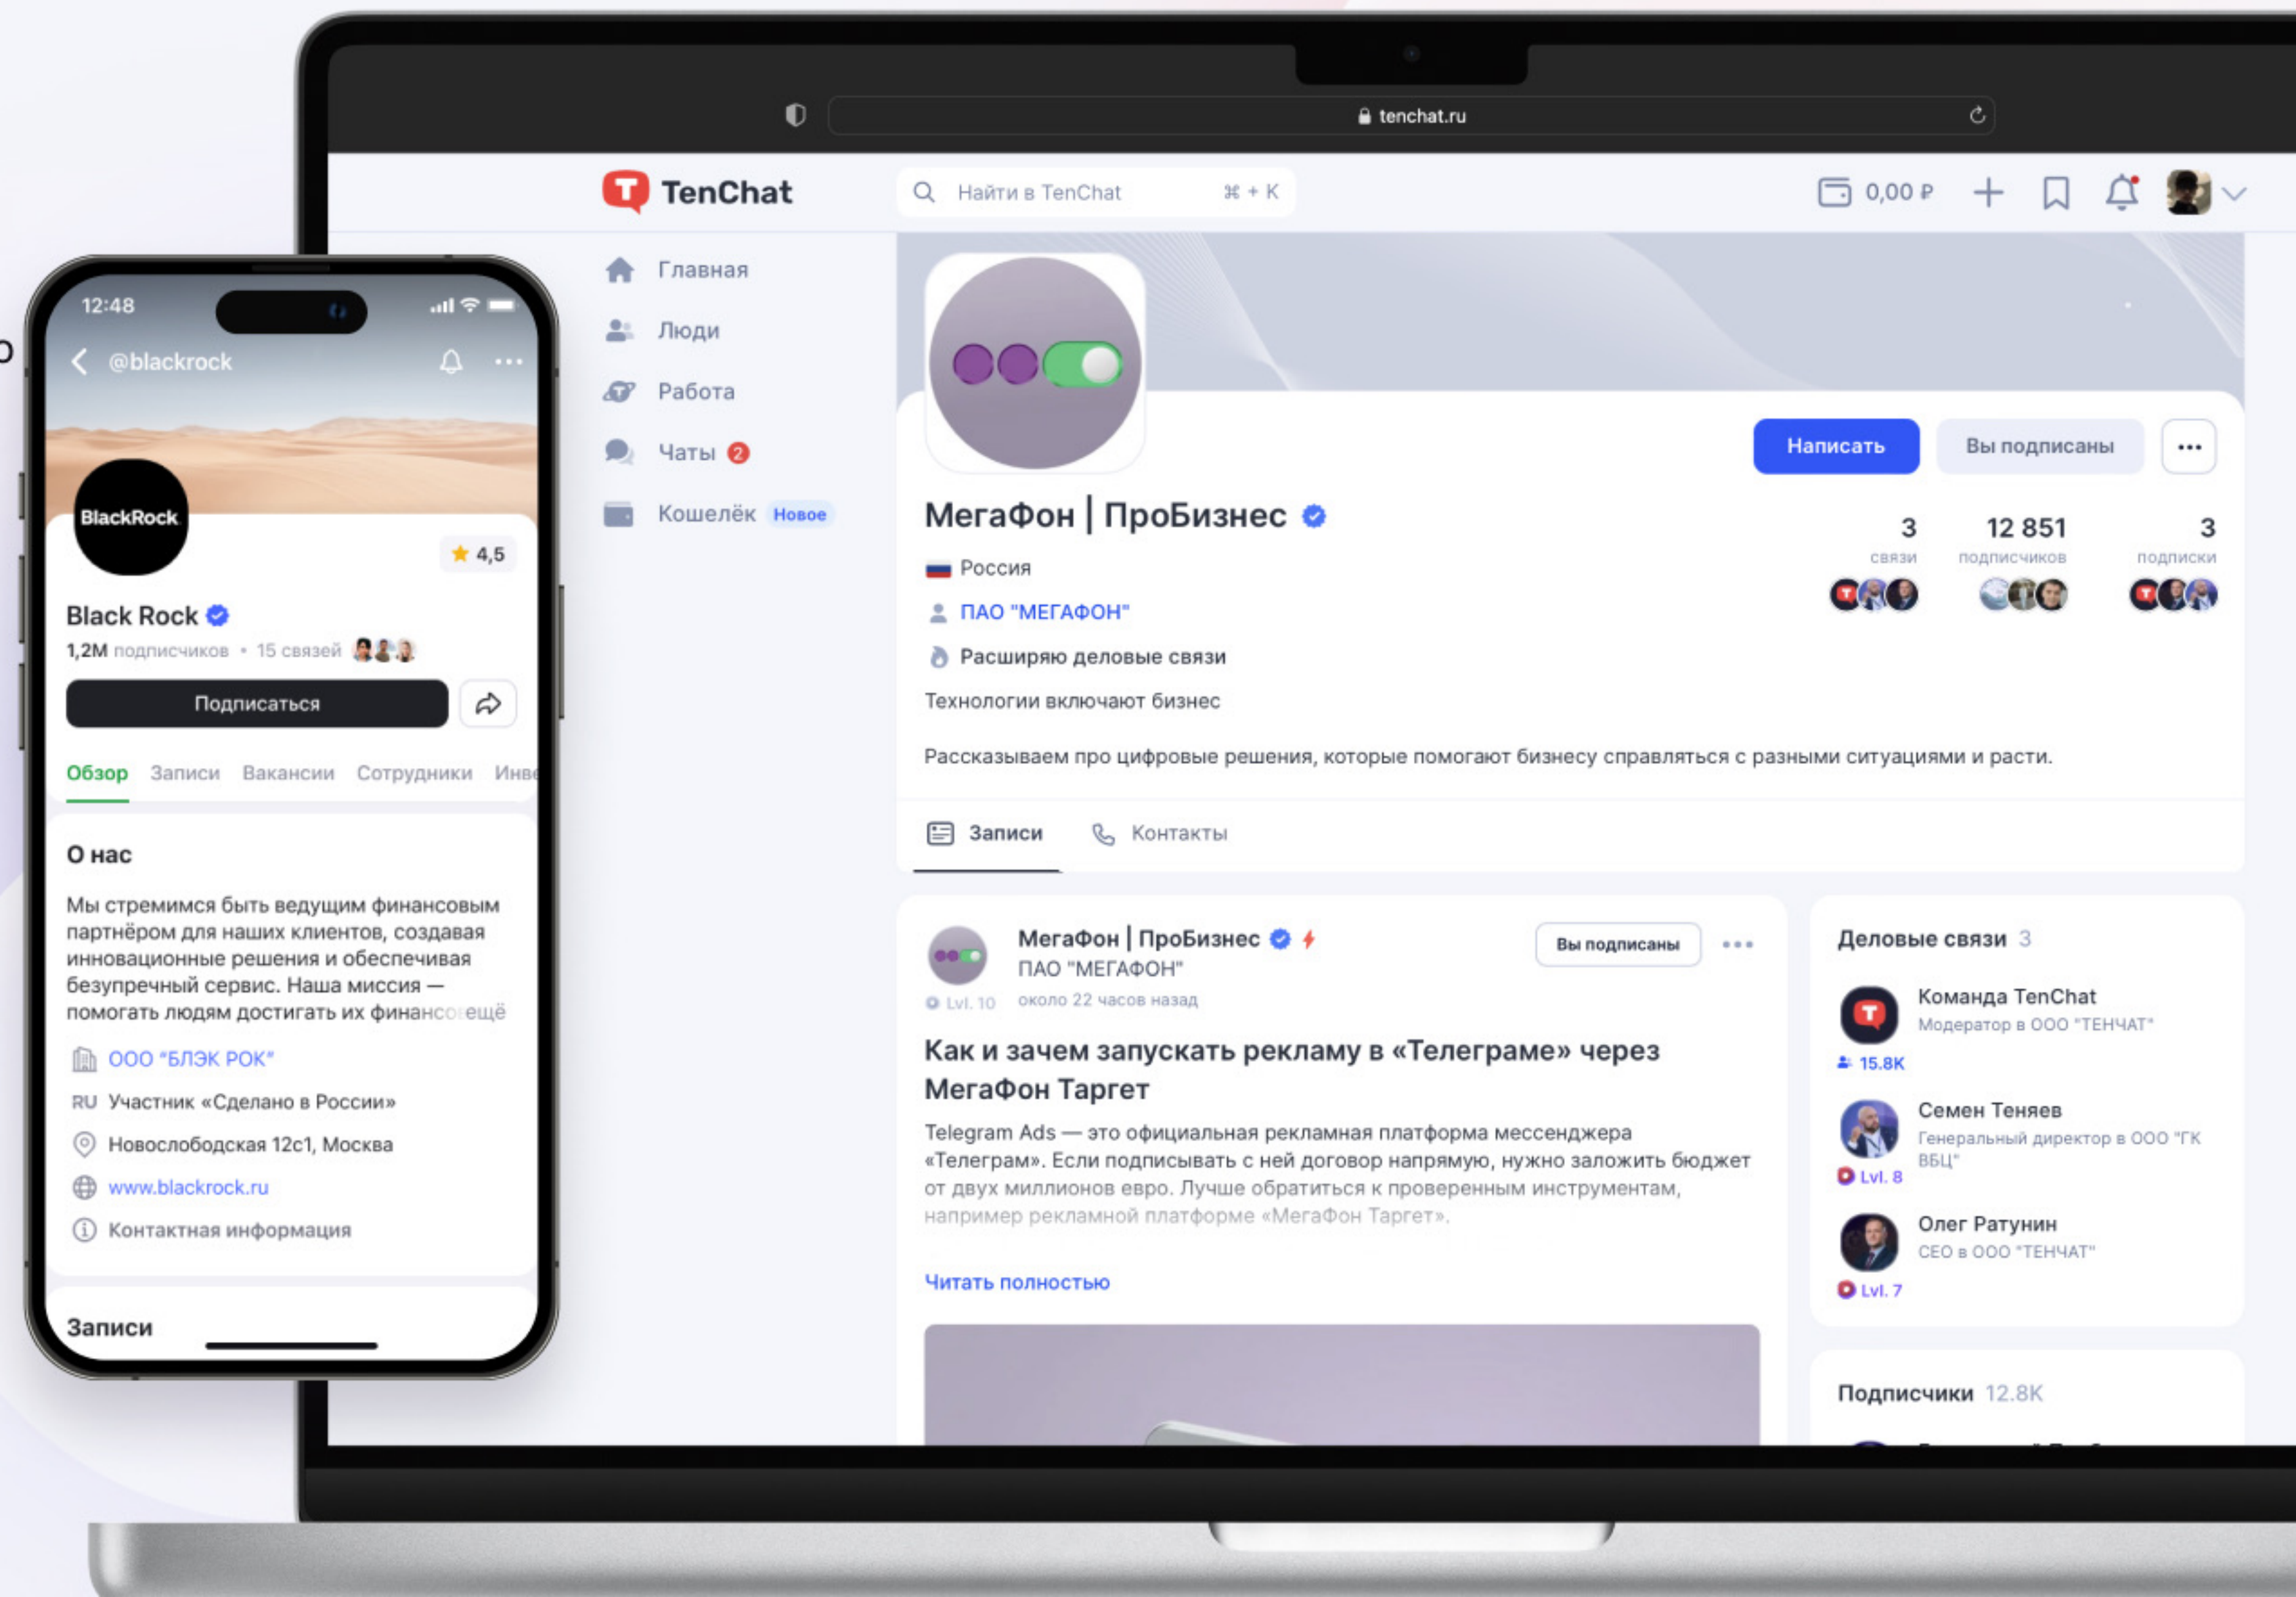 о
12:48
@blackrock
BlackRock
4,5
Black Rock
1,2M подписчиков • 15 связей
Подписаться
Обзор Записи Вакансии Сотрудники Инве
О нас
Мы стремимся быть ведущим финансовым
партнёром для наших клиентов, создавая
инновационные решения и обеспечивая
безупречный сервис. Наша миссия —
помогать людям достигать их финансо ещё
ООО "БЛЭК РОК"
RU Участник «Сделано в России»
Новослободская 12с1, Москва
www.blackrock.ru
Контактная информация
Записи
tenchat.ru
TenChat
Найти в TenChat ⌘ + K
0,00 ₽
Главная
Люди
Работа
Чаты 2
Кошелёк Новое
Написать
Вы подписаны
МегаФон | ПроБизнес
3 связи
12 851 подписчиков
3 подписки
Россия
ПАО "МЕГАФОН"
Расширяю деловые связи
Технологии включают бизнес
Рассказываем про цифровые решения, которые помогают бизнесу справляться с разными ситуациями и расти.
Записи Контакты
МегаФон | ПроБизнес
ПАО "МЕГАФОН"
Lvl. 10 около 22 часов назад
Вы подписаны
Как и зачем запускать рекламу в «Телеграме» через
МегаФон Таргет
Telegram Ads — это официальная рекламная платформа мессенджера
«Телеграм». Если подписывать с ней договор напрямую, нужно заложить бюджет
от двух миллионов евро. Лучше обратиться к проверенным инструментам,
например рекламной платформе «МегаФон Таргет».
Читать полностью
Деловые связи 3
Команда TenChat
Модератор в ООО "ТЕНЧАТ"
15.8K
Семен Теняев
Генеральный директор в ООО "ГК
ВБЦ"
Lvl. 8
Олег Ратунин
CEO в ООО "ТЕНЧАТ"
Lvl. 7
Подписчики 12.8K